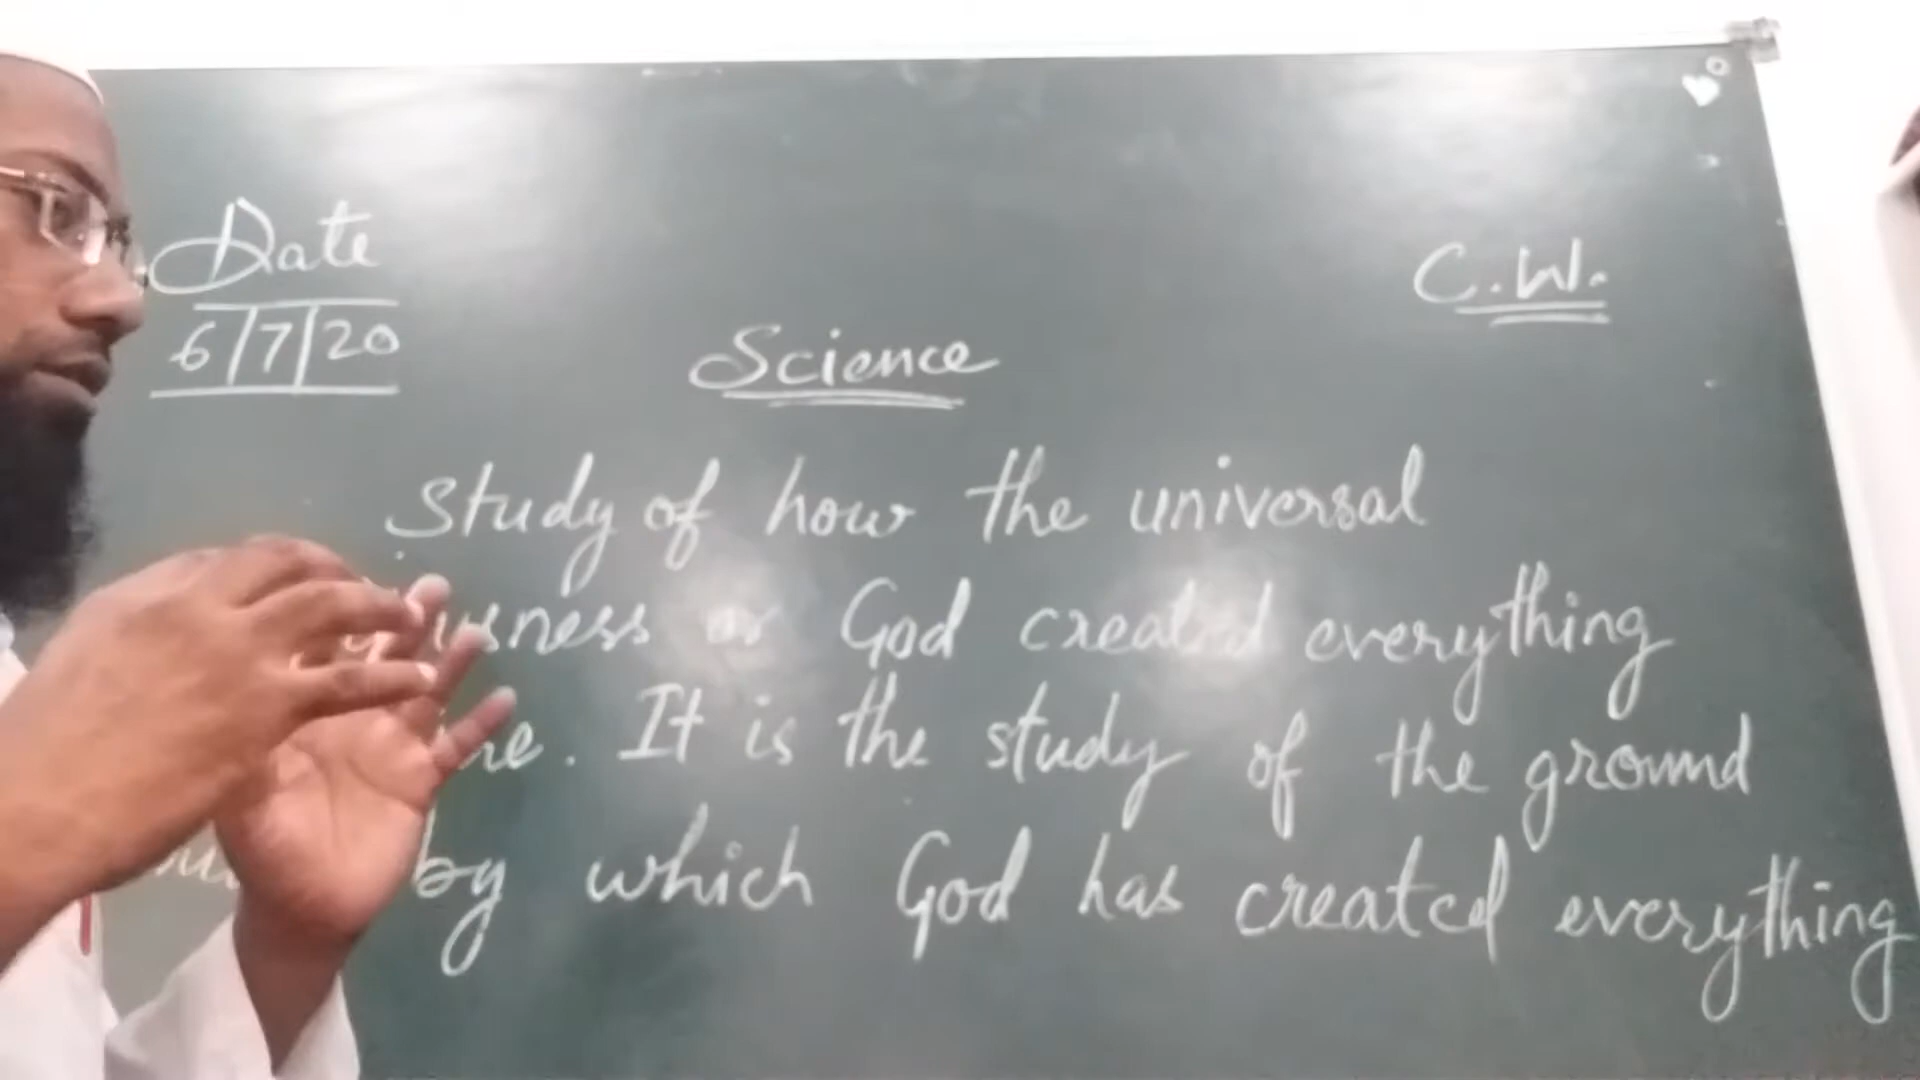 Date
C.W.
6/7/20
Science
Study of how the universal
God created everything
It is the study of the ground
by which God has created everything